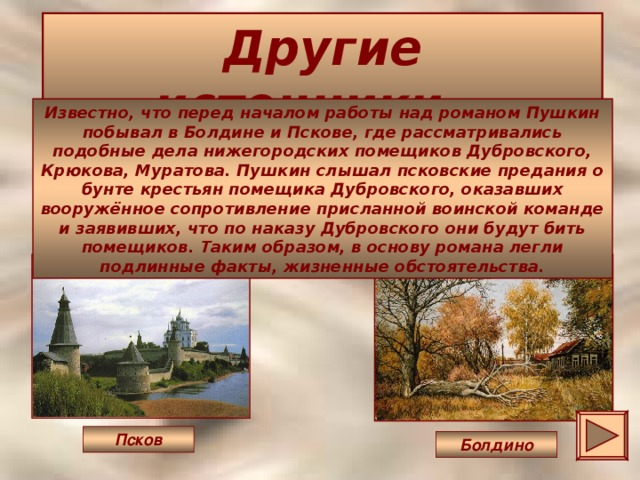 Другие
Известно, что перед началом работы над романом Пушкин
побывал в Болдине и Пскове, где рассматривались
подобные дела нижегородских помещиков Дубровского,
Крюкова, Муратова. Пушкин слышал псковские предания о
бунте крестьян помещика Дубровского, оказавших
вооружённое сопротивление присланной воинской команде
и заявивших, что по наказу Дубровского они будут бить
помещиков. Таким образом, в основу романа легли
подлинные факты, жизненные обстоятельства.
Псков
Болдино